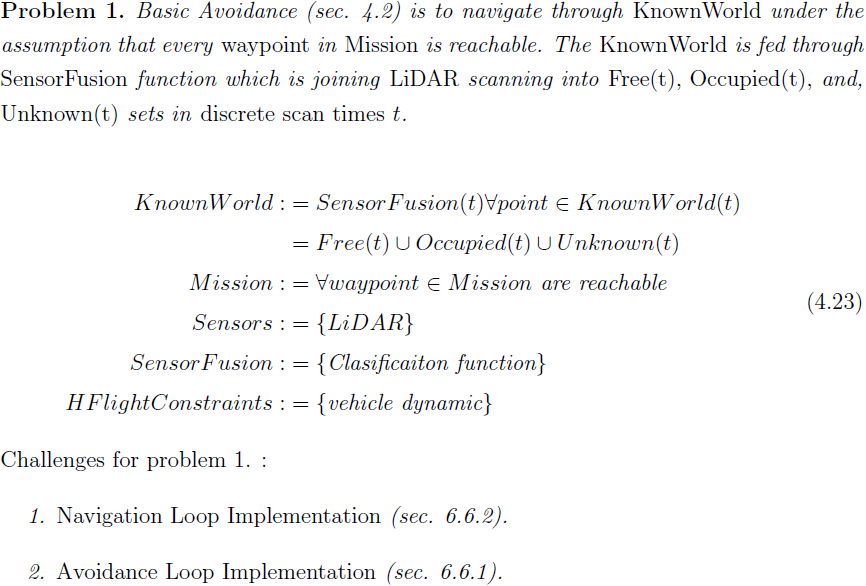 Problem 1. Basic Avoidance (sec. 4.2) is to navigate through KnownWorld under the
assumption that every waypoint in Mission is reachable. The KnownWorld is fed through
SensorFusion function which is joining LiDAR scanning into Free(t), Occupied(t), and,
Unknown(t) sets in discrete scan times t.
KnownWorld := SensorFusion(t)∀point ∈ KnownWorld(t)
= Free(t) ∪ Occupied(t) ∪ Unknown(t)
Mission := ∀waypoint ∈ Mission are reachable
(4.23)
Sensors := {LiDAR}
SensorFusion := {Clasificaiton function}
HFlightConstraints := {vehicle dynamic}
Challenges for problem 1. :
1. Navigation Loop Implementation (sec. 6.6.2).
2. Avoidance Loop Implementation (sec. 6.6.1).